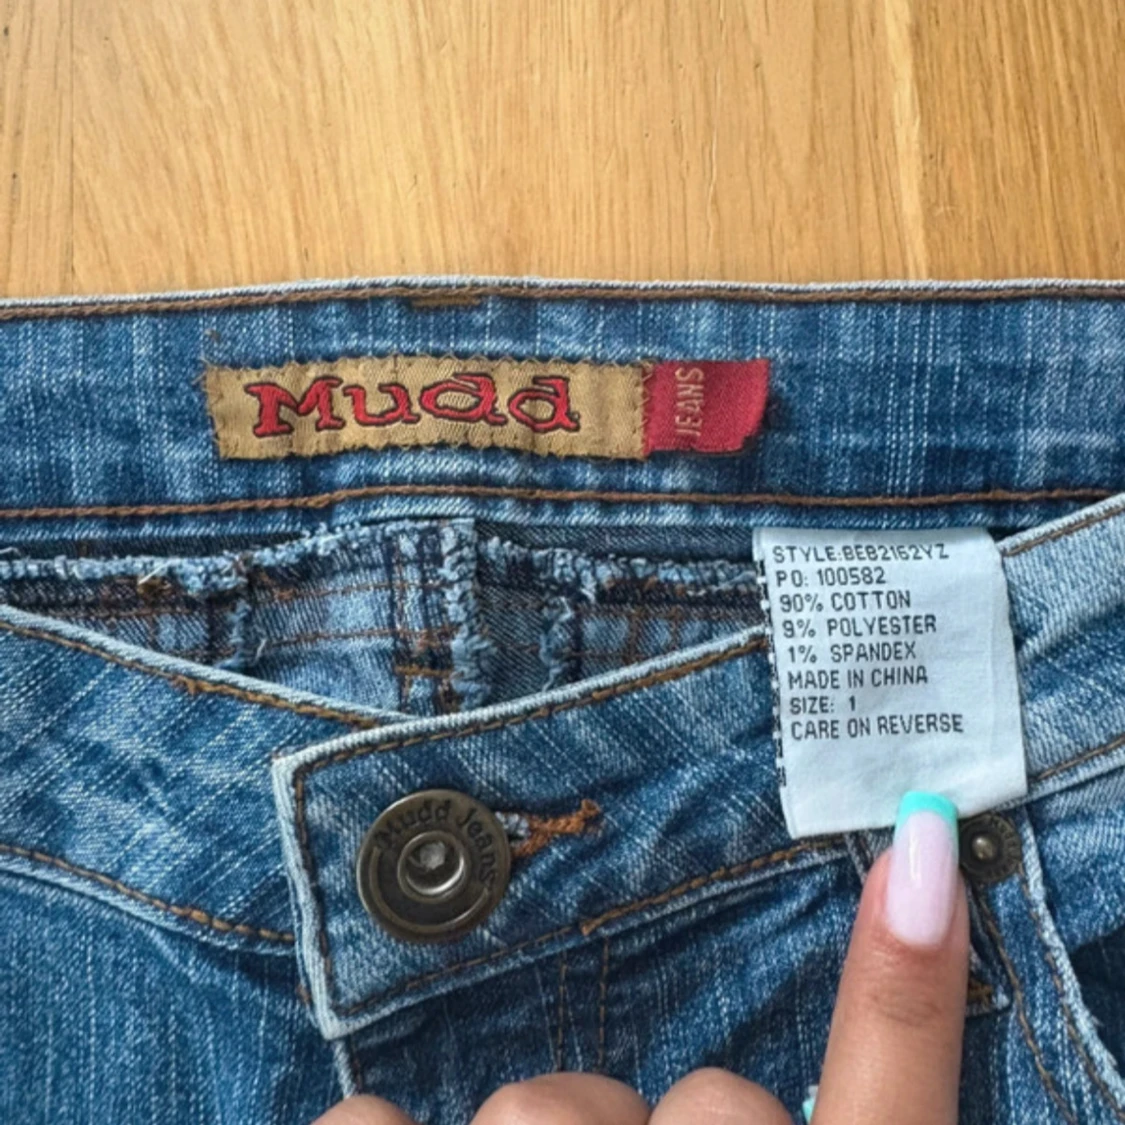 Mudd
JEANS
STYLE:BEB2162YZ
PO: 100582
90% COTTON
9% POLYESTER
1% SPANDEX
MADE IN CHINA
SIZE: 1
CARE ON REVERSE
Mudd Jeans